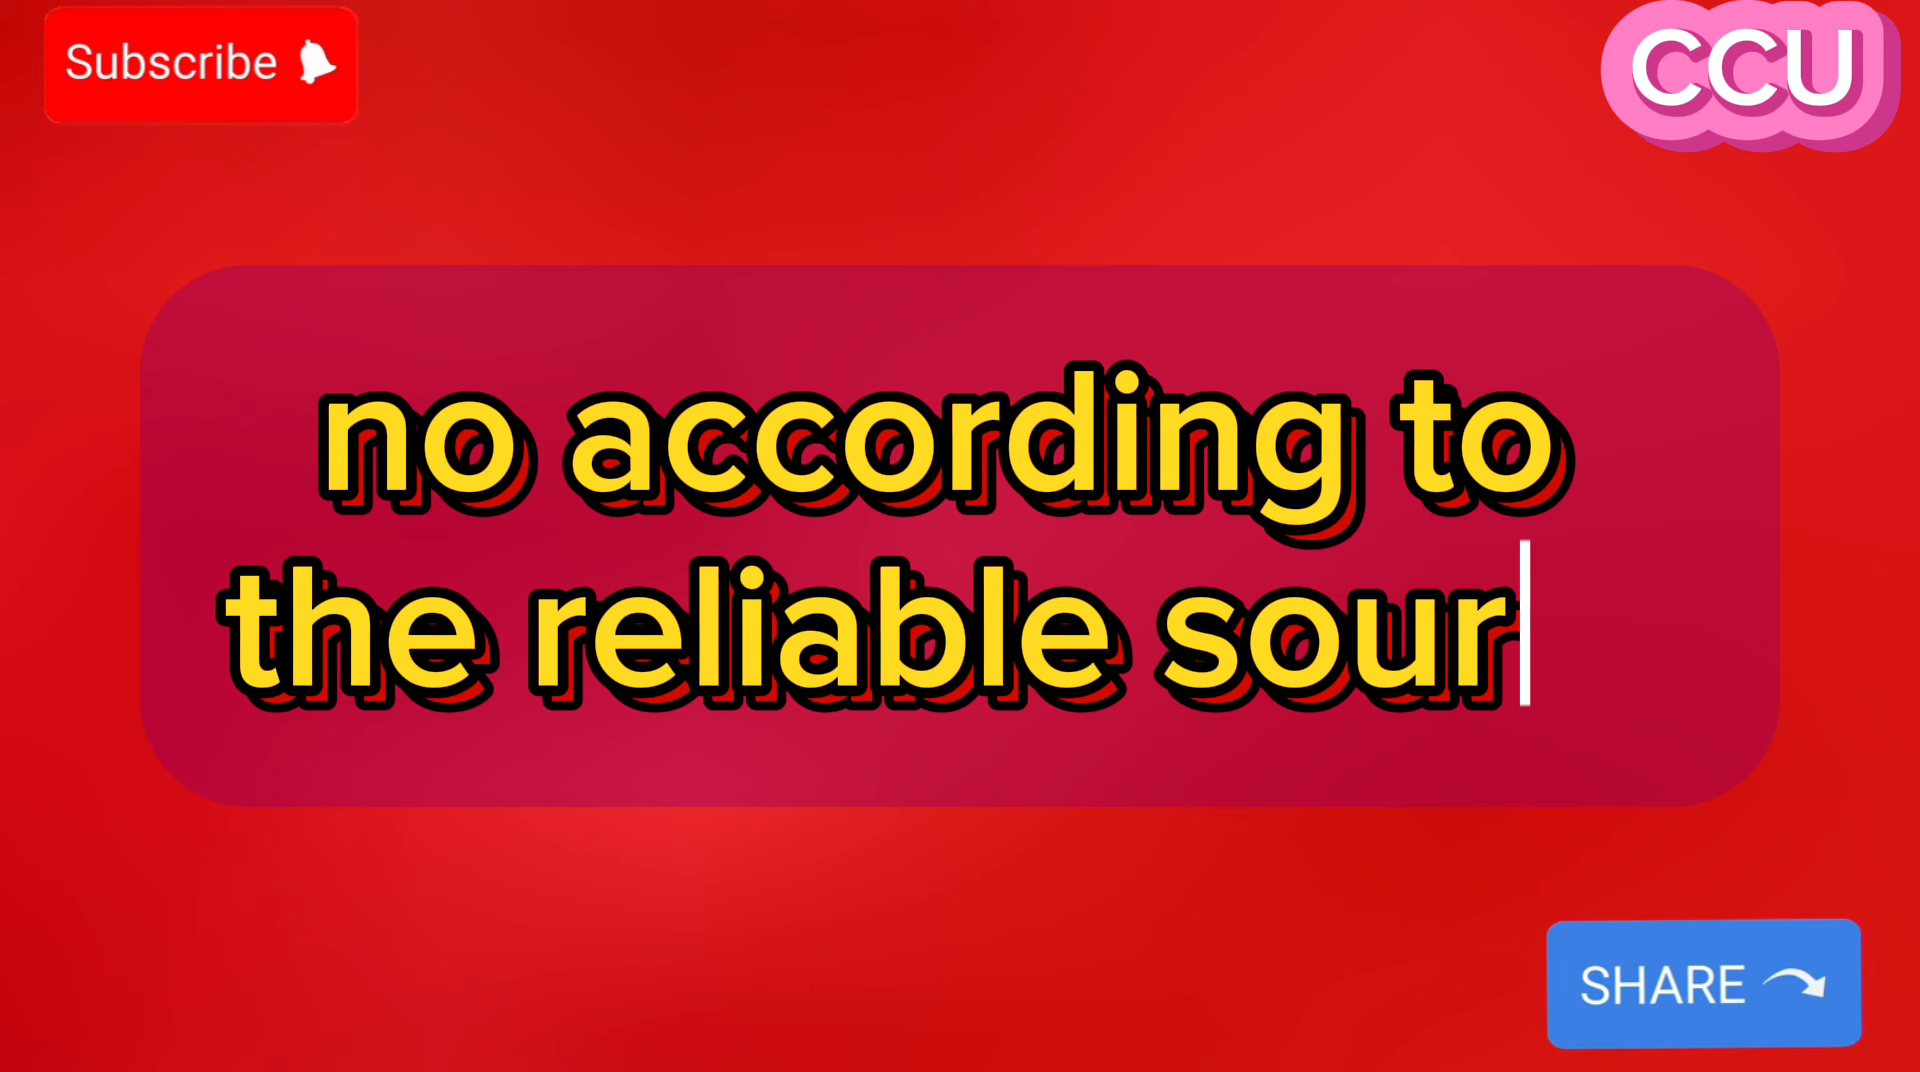 Subscribe
CCU
no according to
the reliable sour
SHARE